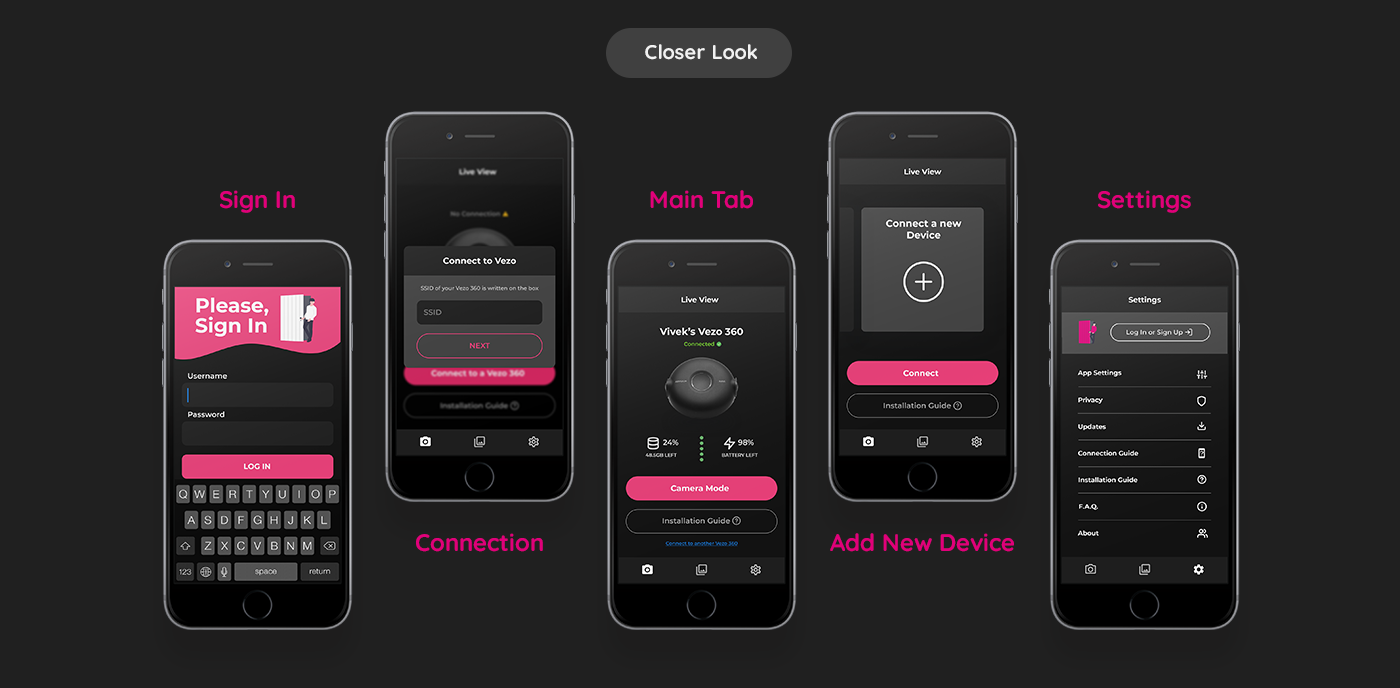 Closer Look
Sign In
Please,
Sign In
Username
Password
LOG IN
Q W E R T Y U I O P
A S D F G H J K L
Z X C V B N M
123
space
return
Live View
No Connection
Connect to Vezo
SSID of your Vezo 360 is written on the box
SSID
NEXT
Connect to a Vezo 360
Installation Guide
Connection
Main Tab
Live View
Vivek's Vezo 360
Connected
24%
48.5GB LEFT
98%
BATTERY LEFT
Camera Mode
Installation Guide
Connect to another Vezo 360
Live View
Connect a new
Device
Connect
Installation Guide
Add New Device
Settings
Settings
Log In or Sign Up
App Settings
Privacy
Updates
Connection Guide
Installation Guide
F.A.Q.
About